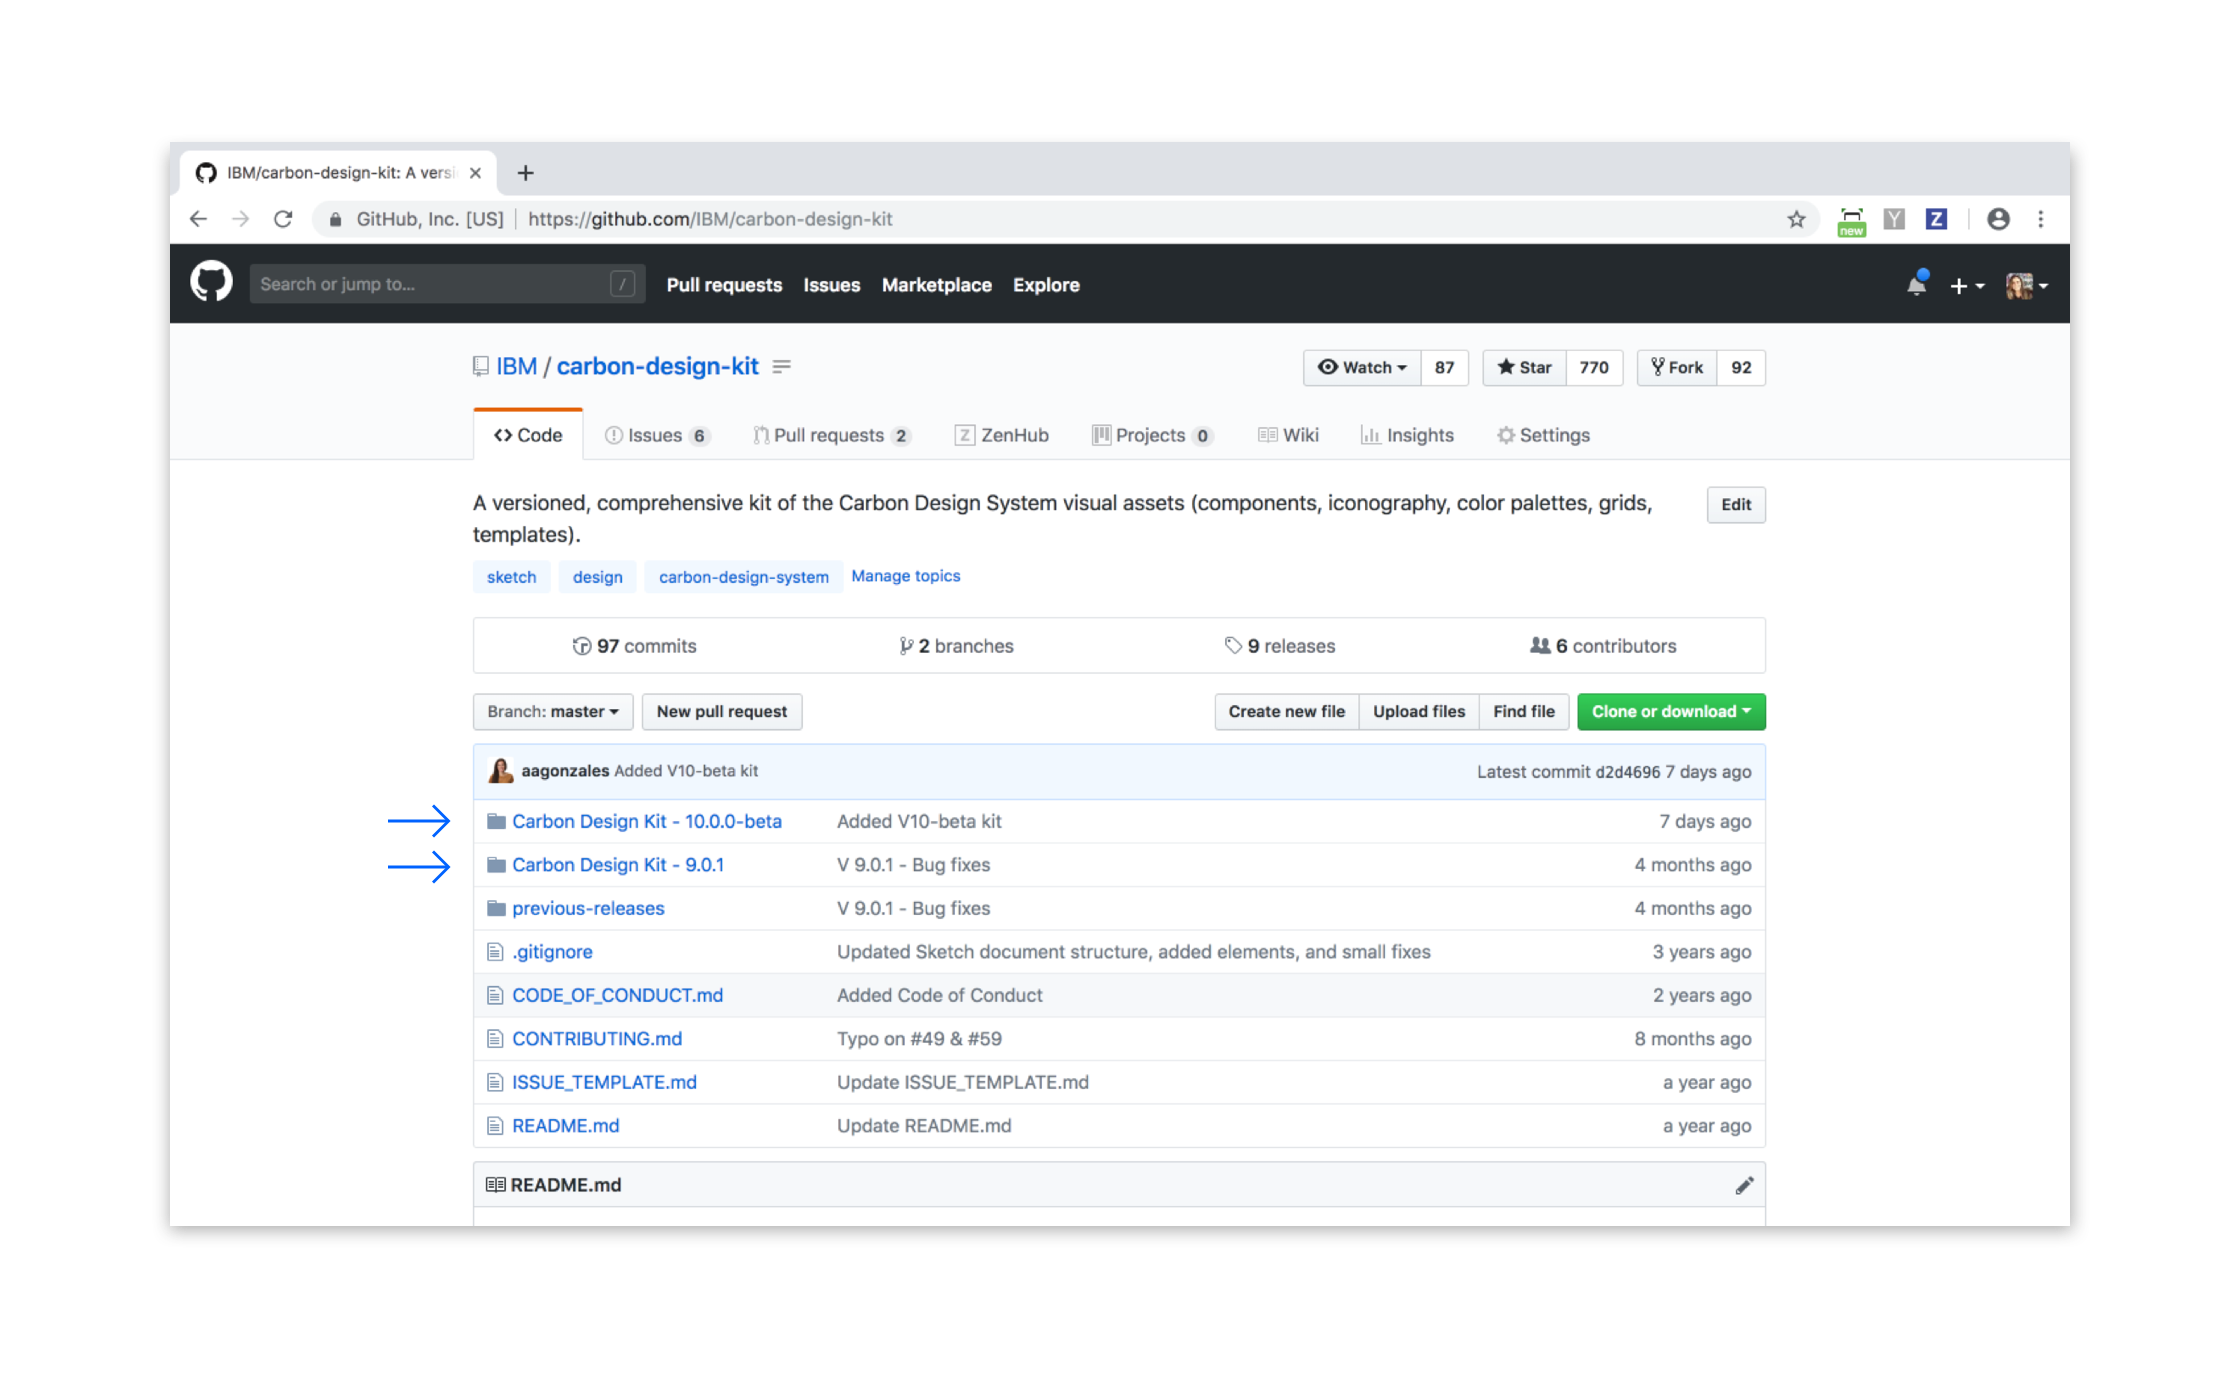 IBM/carbon-design-kit: A versi
GitHub, Inc. [US] https://github.com/IBM/carbon-design-kit
new Y Z
Search or jump to... / Pull requests Issues Marketplace Explore
IBM / carbon-design-kit Watch 87 Star 770 Fork 92
Code Issues 6 Pull requests 2 Z ZenHub Projects 0 Wiki Insights Settings
A versioned, comprehensive kit of the Carbon Design System visual assets (components, iconography, color palettes, grids, Edit
templates).
sketch design carbon-design-system Manage topics
97 commits 2 branches 9 releases 6 contributors
Branch: master New pull request Create new file Upload files Find file Clone or download
aagonzales Added V10-beta kit Latest commit d2d4696 7 days ago
Carbon Design Kit - 10.0.0-beta Added V10-beta kit 7 days ago
Carbon Design Kit - 9.0.1 V 9.0.1 - Bug fixes 4 months ago
previous-releases V 9.0.1 - Bug fixes 4 months ago
.gitignore Updated Sketch document structure, added elements, and small fixes 3 years ago
CODE_OF_CONDUCT.md Added Code of Conduct 2 years ago
CONTRIBUTING.md Typo on #49 & #59 8 months ago
ISSUE_TEMPLATE.md Update ISSUE_TEMPLATE.md a year ago
README.md Update README.md a year ago
README.md